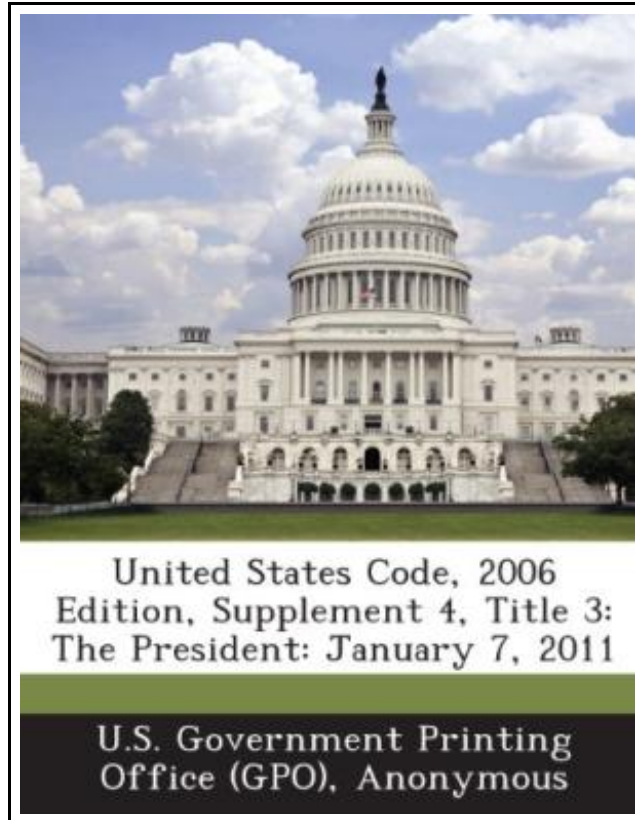 United States Code, 2006
Edition, Supplement 4, Title 3:
The President: January 7, 2011
U.S. Government Printing
Office (GPO), Anonymous